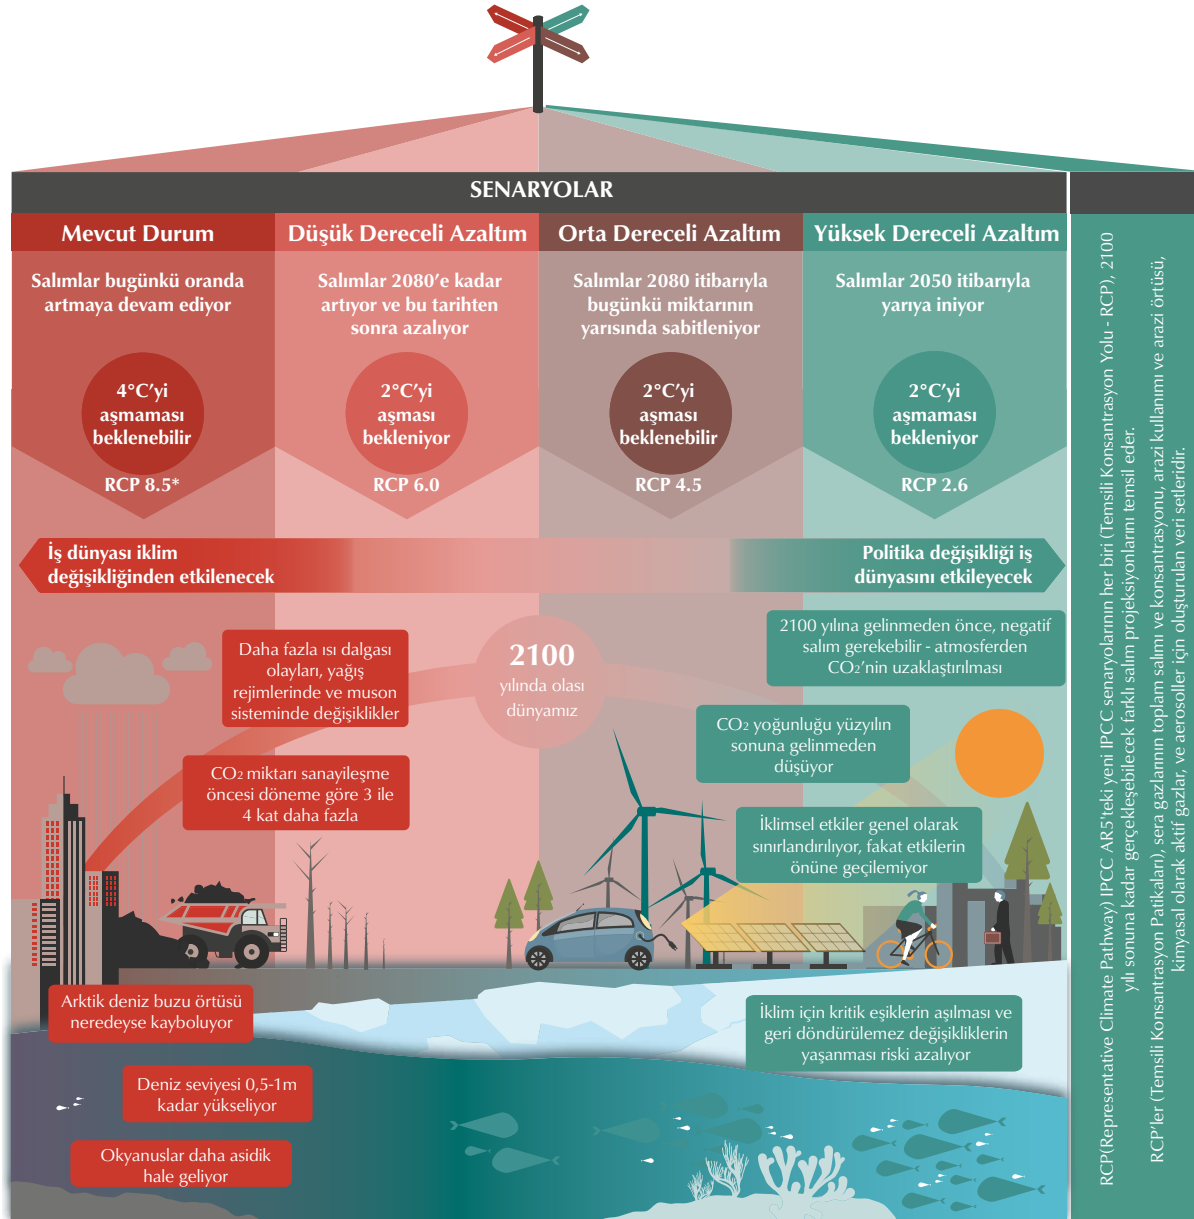 SENARYOLAR
Mevcut Durum
Salımlar bugünkü oranda
artmaya devam ediyor
4°C'yi
aşmaması
beklenebilir
RCP 8.5*
Düşük Dereceli Azaltım
Salımlar 2080'e kadar
artıyor ve bu tarihten
sonra azalıyor
2°C'yi
aşması
bekleniyor
RCP 6.0
Orta Dereceli Azaltım
Salımlar 2080 itibarıyla
bugünkü miktarının
yarısında sabitleniyor
2°C'yi
aşması
beklenebilir
RCP 4.5
Yüksek Dereceli Azaltım
Salımlar 2050 itibarıyla
yarıya iniyor
2°C'yi
aşmaması
bekleniyor
RCP 2.6
İş dünyası iklim
değişikliğinden etkilenecek
Politika değişikliği iş
dünyasını etkileyecek
2100
yılında olası
dünyamız
Daha fazla ısı dalgası
olayları, yağış
rejimlerinde ve muson
sisteminde değişiklikler
CO2 miktarı sanayileşme
öncesi döneme göre 3 ile
4 kat daha fazla
Arktik deniz buzu örtüsü
neredeyse kayboluyor
Deniz seviyesi 0,5-1m
kadar yükseliyor
Okyanuslar daha asidik
hale geliyor
2100 yılına gelinmeden önce, negatif
salım gerekebilir - atmosferden
CO2'nin uzaklaştırılması
CO2 yoğunluğu yüzyılın
sonuna gelinmeden
düşüyor
İklimsel etkiler genel olarak
sınırlandırılıyor, fakat etkilerin
önüne geçilemiyor
İklim için kritik eşiklerin aşılması ve
geri döndürülemez değişikliklerin
yaşanması riski azalıyor
RCP(Representative Climate Pathway) IPCC AR5'teki yeni IPCC senaryolarının her biri (Temsili Konsantrasyon Yolu - RCP), 2100
yılı sonuna kadar gerçekleşebilecek farklı salım projeksiyonlarını temsil eder.
RCP'ler (Temsili Konsantrasyon Patikaları), sera gazlarının toplam salımı ve konsantrasyonu, arazi kullanımı ve arazi örtüsü,
kimyasal olarak aktif gazlar, ve aerosoller için oluşturulan veri setleridir.